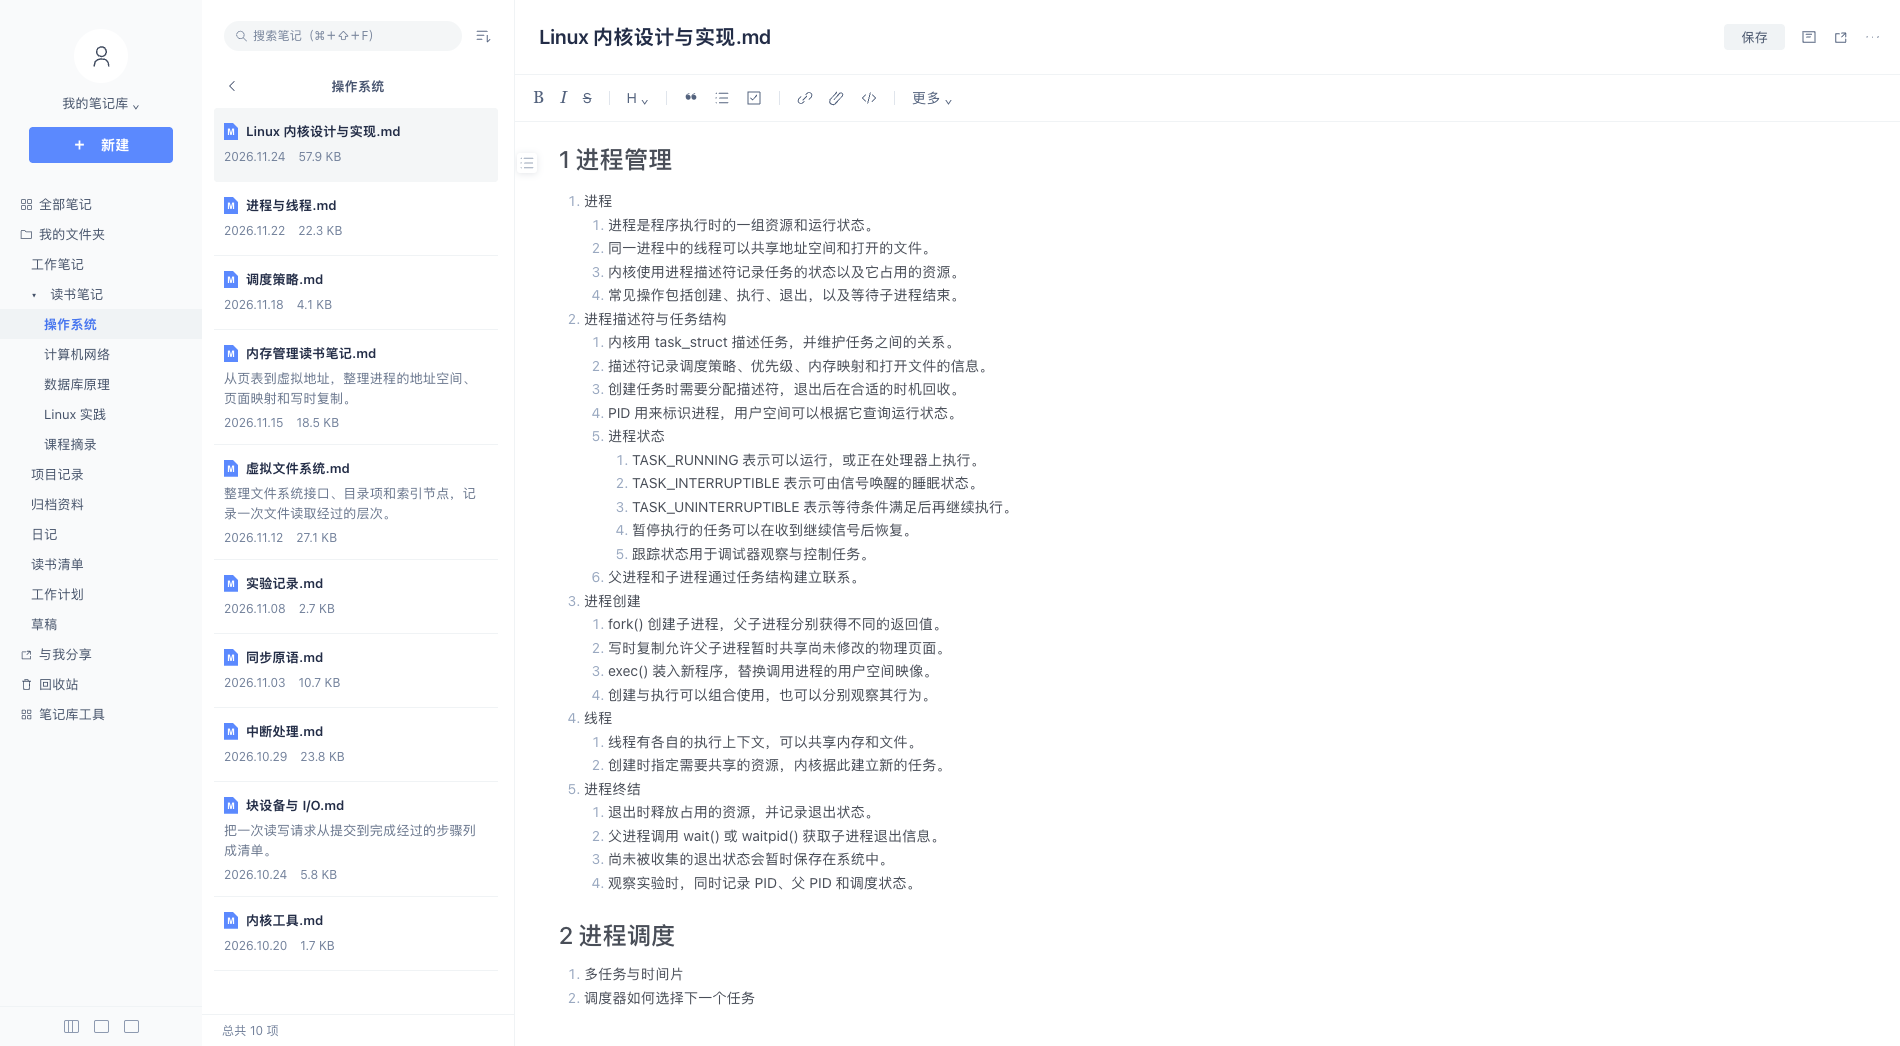 我的笔记库
+ 新建
全部笔记
我的文件夹
工作笔记
读书笔记
操作系统
计算机网络
数据库原理
Linux 实践
课程摘录
项目记录
归档资料
日记
读书清单
工作计划
草稿
与我分享
回收站
笔记库工具
搜索笔记（⌘+⇧+F）
操作系统
Linux 内核设计与实现.md
2026.11.24 57.9 KB
进程与线程.md
2026.11.22 22.3 KB
调度策略.md
2026.11.18 4.1 KB
内存管理读书笔记.md
从页表到虚拟地址，整理进程的地址空间、
页面映射和写时复制。
2026.11.15 18.5 KB
虚拟文件系统.md
整理文件系统接口、目录项和索引节点，记
录一次文件读取经过的层次。
2026.11.12 27.1 KB
实验记录.md
2026.11.08 2.7 KB
同步原语.md
2026.11.03 10.7 KB
中断处理.md
2026.10.29 23.8 KB
块设备与 I/O.md
把一次读写请求从提交到完成经过的步骤列
成清单。
2026.10.24 5.8 KB
内核工具.md
2026.10.20 1.7 KB
总共 10 项
Linux 内核设计与实现.md
保存
B I S H 更多
1 进程管理
1. 进程
1. 进程是程序执行时的一组资源和运行状态。
2. 同一进程中的线程可以共享地址空间和打开的文件。
3. 内核使用进程描述符记录任务的状态以及它占用的资源。
4. 常见操作包括创建、执行、退出，以及等待子进程结束。
2. 进程描述符与任务结构
1. 内核用 task_struct 描述任务，并维护任务之间的关系。
2. 描述符记录调度策略、优先级、内存映射和打开文件的信息。
3. 创建任务时需要分配描述符，退出后在合适的时机回收。
4. PID 用来标识进程，用户空间可以根据它查询运行状态。
5. 进程状态
1. TASK_RUNNING 表示可以运行，或正在处理器上执行。
2. TASK_INTERRUPTIBLE 表示可由信号唤醒的睡眠状态。
3. TASK_UNINTERRUPTIBLE 表示等待条件满足后再继续执行。
4. 暂停执行的任务可以在收到继续信号后恢复。
5. 跟踪状态用于调试器观察与控制任务。
6. 父进程和子进程通过任务结构建立联系。
3. 进程创建
1. fork() 创建子进程，父子进程分别获得不同的返回值。
2. 写时复制允许父子进程暂时共享尚未修改的物理页面。
3. exec() 装入新程序，替换调用进程的用户空间映像。
4. 创建与执行可以组合使用，也可以分别观察其行为。
4. 线程
1. 线程有各自的执行上下文，可以共享内存和文件。
2. 创建时指定需要共享的资源，内核据此建立新的任务。
5. 进程终结
1. 退出时释放占用的资源，并记录退出状态。
2. 父进程调用 wait() 或 waitpid() 获取子进程退出信息。
3. 尚未被收集的退出状态会暂时保存在系统中。
4. 观察实验时，同时记录 PID、父 PID 和调度状态。
2 进程调度
1. 多任务与时间片
2. 调度器如何选择下一个任务